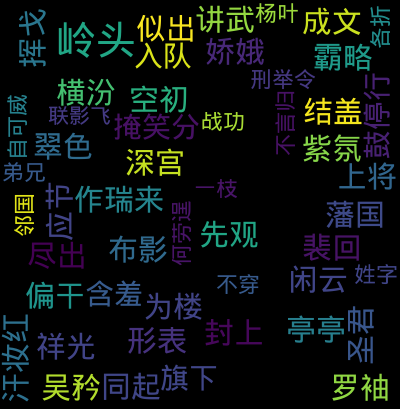 挥戈
岭头
似出
入队
讲武
杨叶
成文
各折
娇娥
霸略
刑举令
横汾
空初
联影飞
掩笑分
战功
不言归
结盖
鼓停行
自可威
翠色
深宫
紫氛
弟兄
上将
邻国
应节
作瑞来
一枝
藩国
何劳逞
先观
裴回
尽出
布影
不穿
闲云
姓字
偏干
含羞
为楼
圣君
汗妆红
祥光
形表
封上
亭亭
吴矜
同起
旗下
罗袖